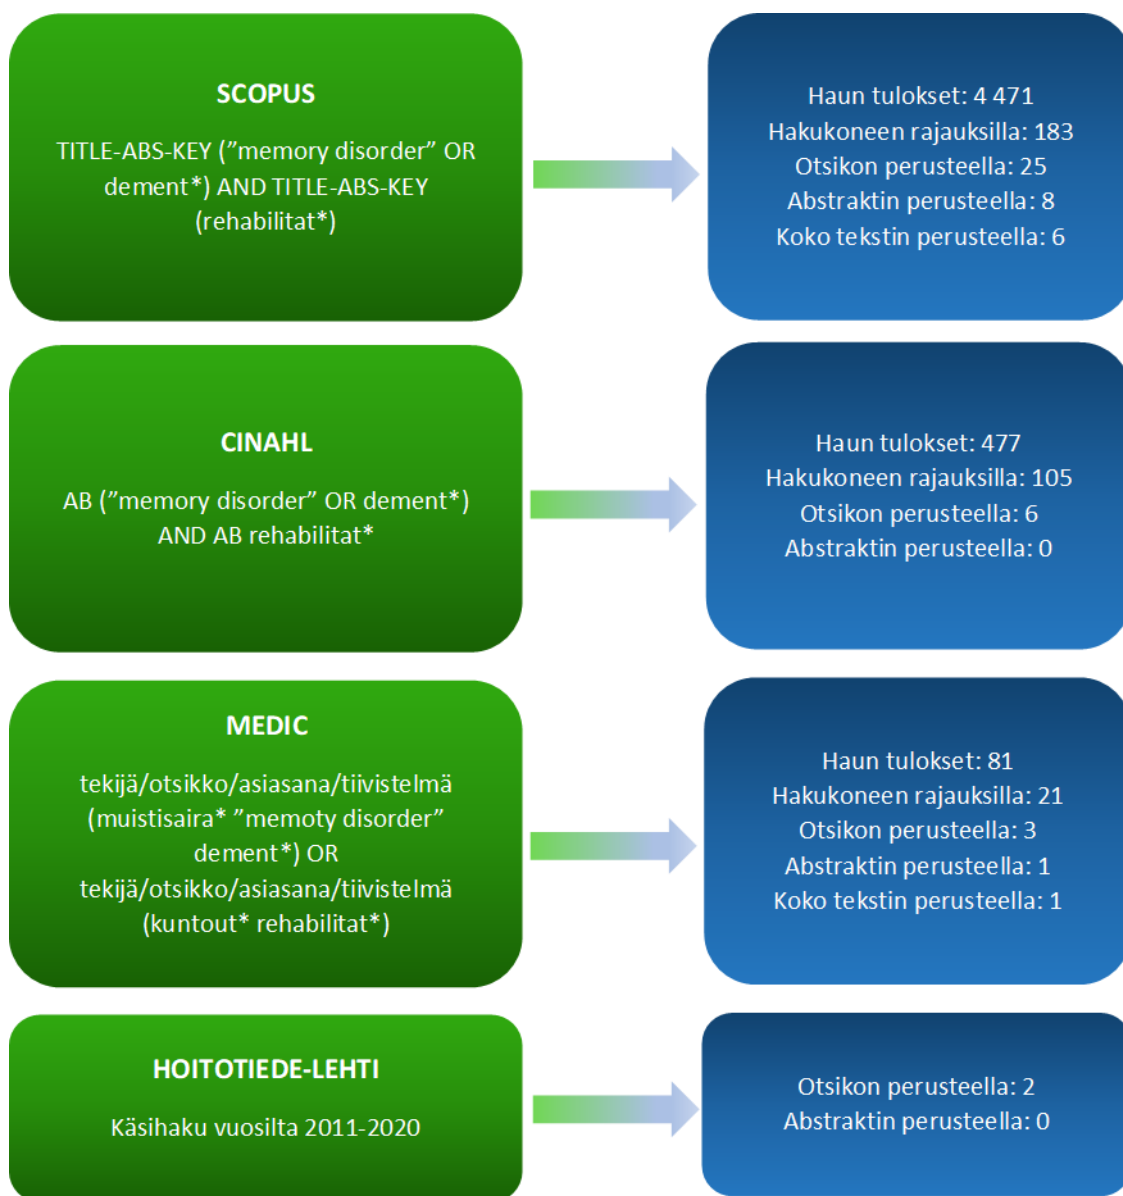 SCOPUS
TITLE-ABS-KEY (”memory disorder” OR
dement*) AND TITLE-ABS-KEY
(rehabilitat*)
Haun tulokset: 4 471
Hakukoneen rajauksilla: 183
Otsikon perusteella: 25
Abstraktin perusteella: 8
Koko tekstin perusteella: 6
CINAHL
AB (”memory disorder” OR dement*)
AND AB rehabilitat*
Haun tulokset: 477
Hakukoneen rajauksilla: 105
Otsikon perusteella: 6
Abstraktin perusteella: 0
MEDIC
tekijä/otsikko/asiasana/tiivistelmä
(muistisaira* ”memoty disorder”
dement*) OR
tekijä/otsikko/asiasana/tiivistelmä
(kuntout* rehabilitat*)
Haun tulokset: 81
Hakukoneen rajauksilla: 21
Otsikon perusteella: 3
Abstraktin perusteella: 1
Koko tekstin perusteella: 1
HOITOTIEDE-LEHTI
Käsihaku vuosilta 2011-2020
Otsikon perusteella: 2
Abstraktin perusteella: 0